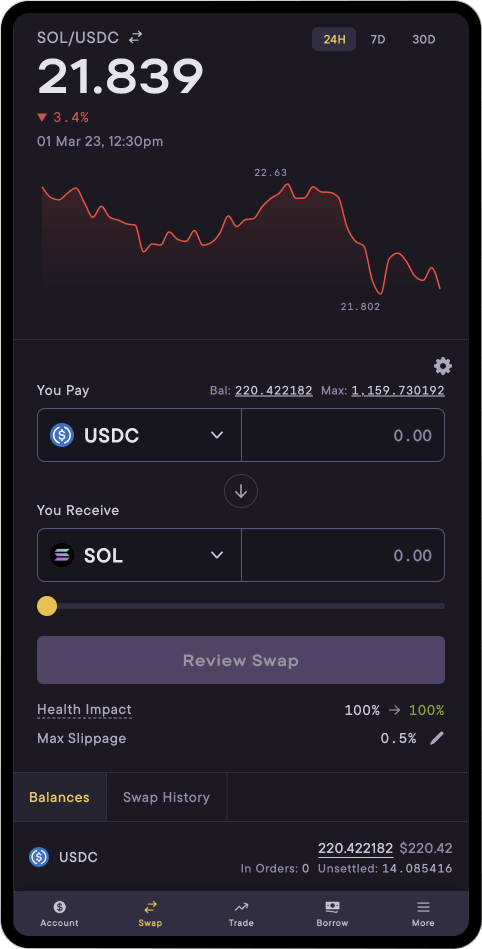 SOL/USDC 24H 7D 30D
21.839
▼ 3.4%
01 Mar 23, 12:30pm
22.63
21.802
You Pay Bal: 220.422182 Max: 1,159.730192
USDC 0.00
You Receive
SOL 0.00
Review Swap
Health Impact 100% → 100%
Max Slippage 0.5%
Balances Swap History
220.422182 $220.42
USDC
In Orders: 0 Unsettled: 14.085416
Account Swap Trade Borrow More